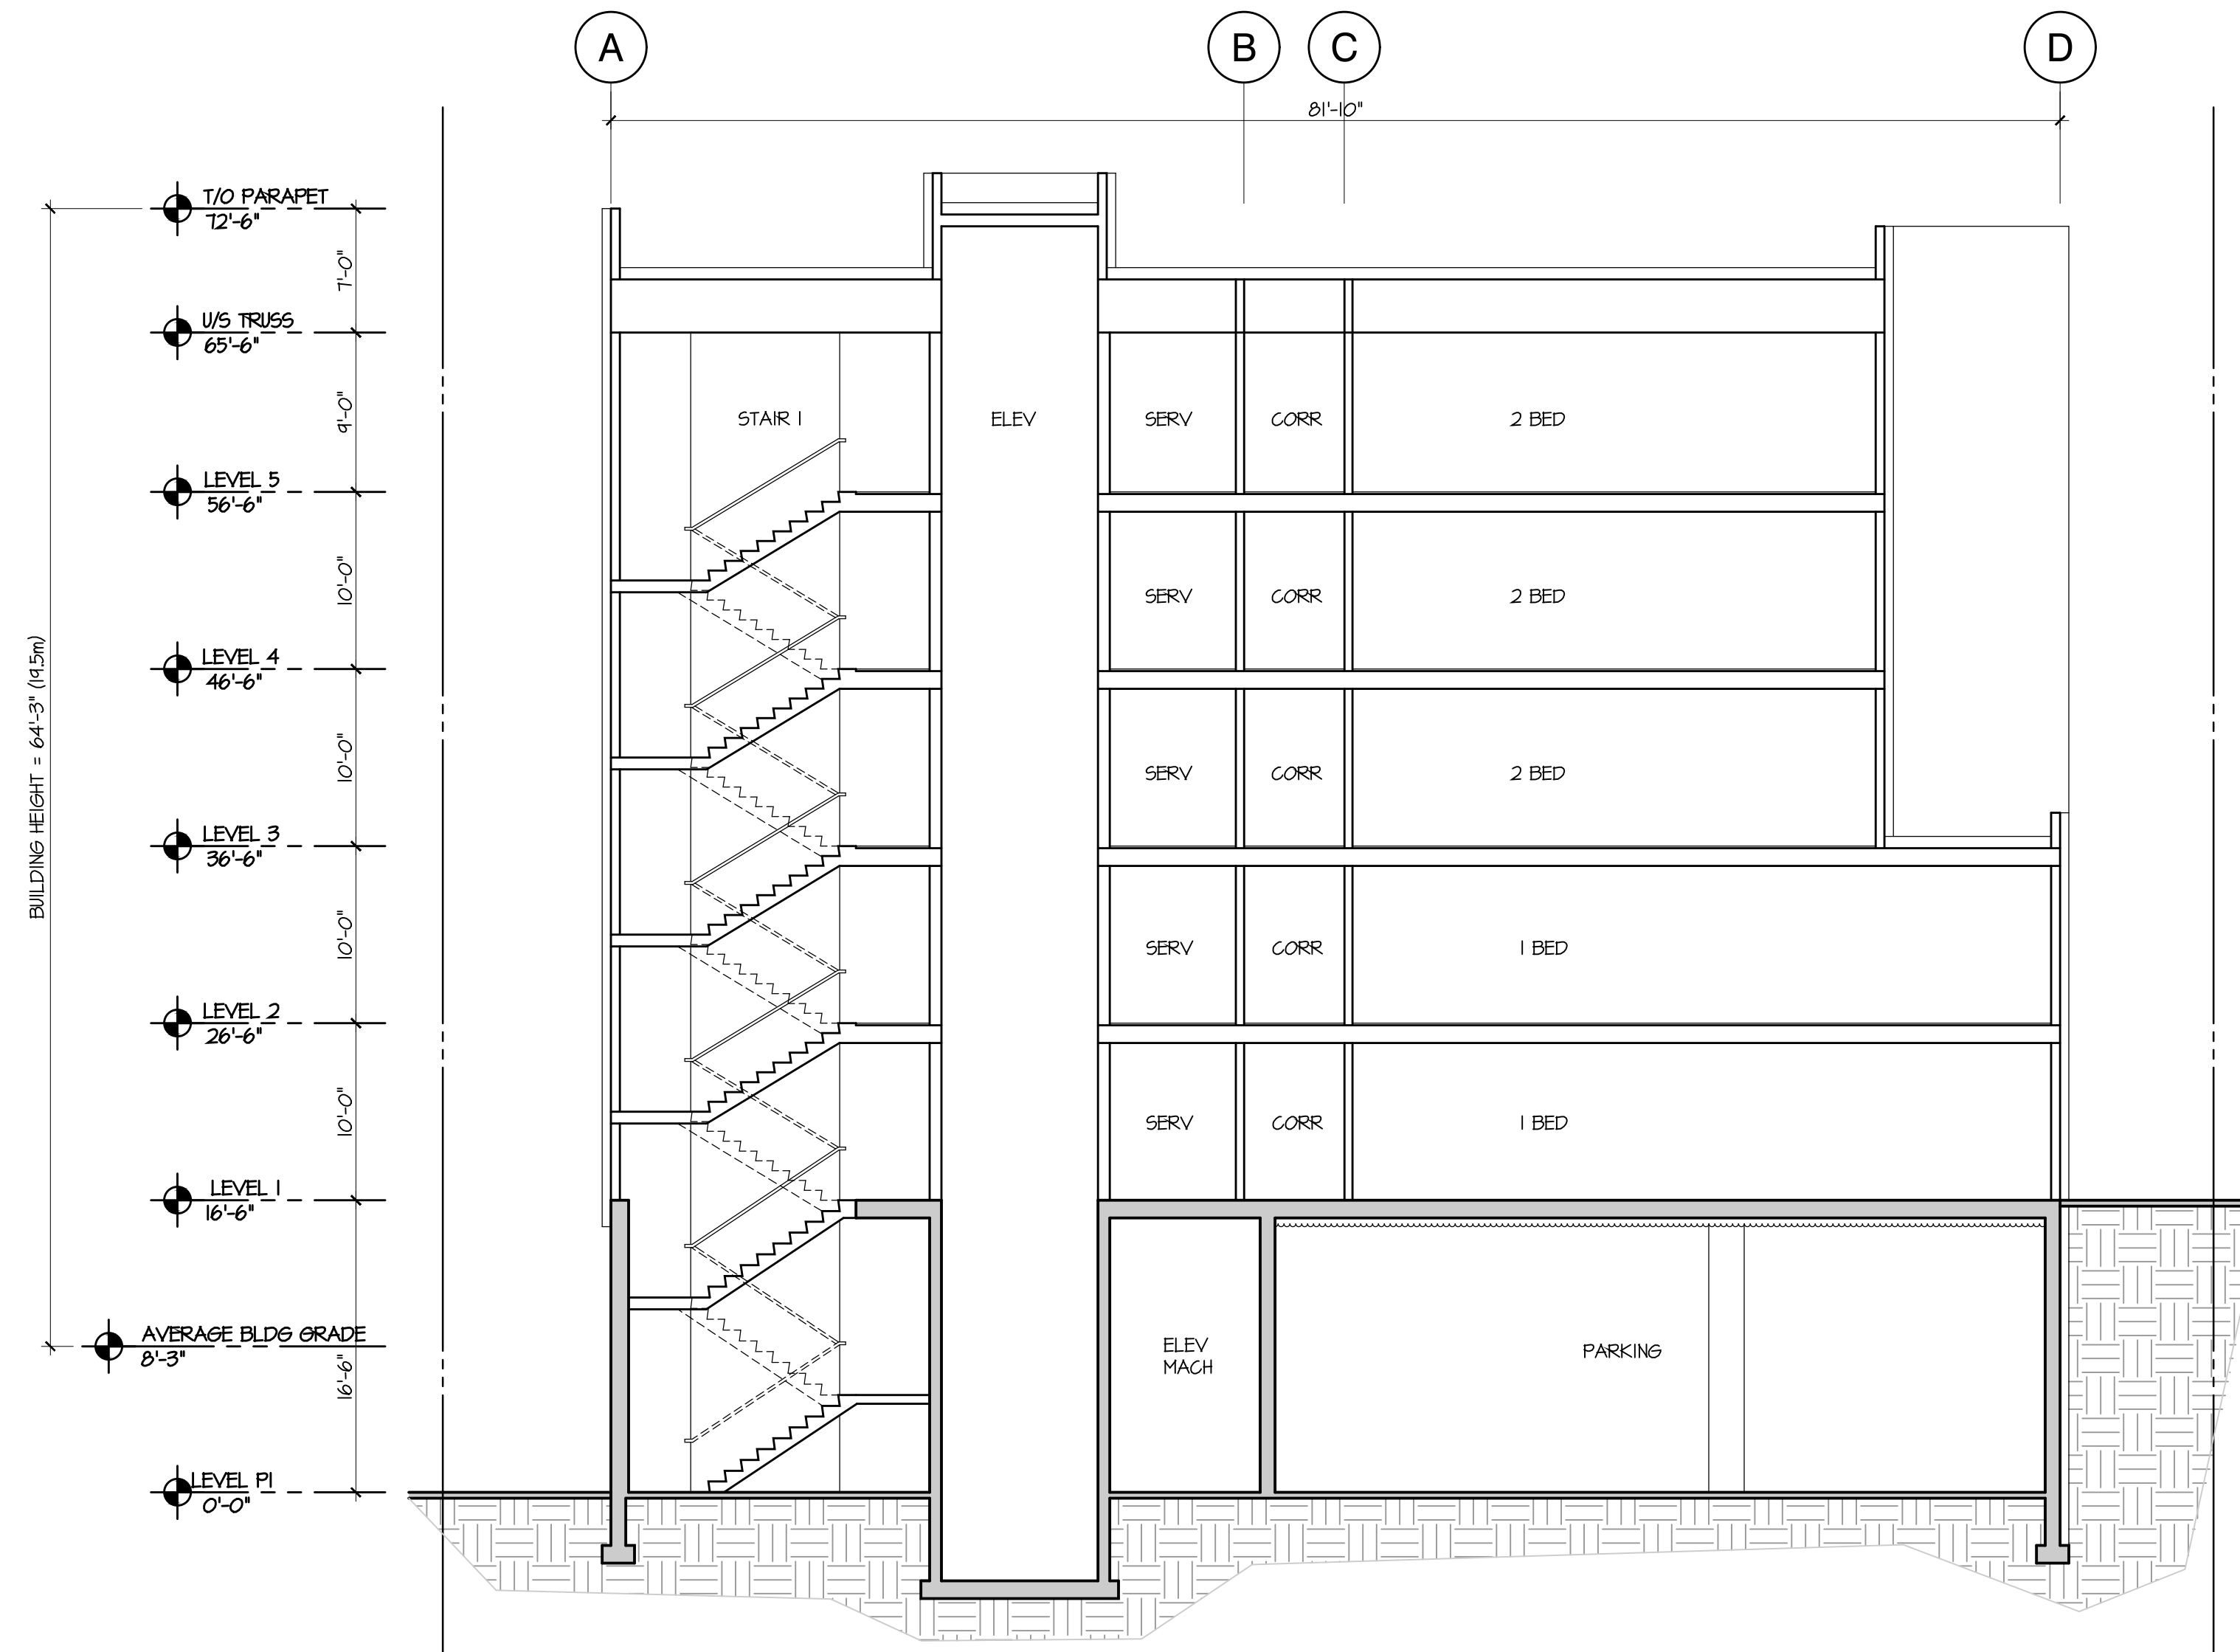 A
B
C
D
81'-10"
T/O PARAPET
72'-6"
7'-0"
U/S TRUSS
65'-6"
9'-0"
STAIR 1
ELEV
SERV
CORR
2 BED
LEVEL 5
56'-6"
10'-0"
SERV
CORR
2 BED
LEVEL 4
46'-6"
BUILDING HEIGHT = 64'-3" (19.5m)
10'-0"
SERV
CORR
2 BED
LEVEL 3
36'-6"
10'-0"
SERV
CORR
1 BED
LEVEL 2
26'-6"
10'-0"
SERV
CORR
1 BED
LEVEL 1
16'-6"
AVERAGE BLDG GRADE
8'-3"
16'-6"
ELEV
MACH
PARKING
LEVEL P1
0'-0"